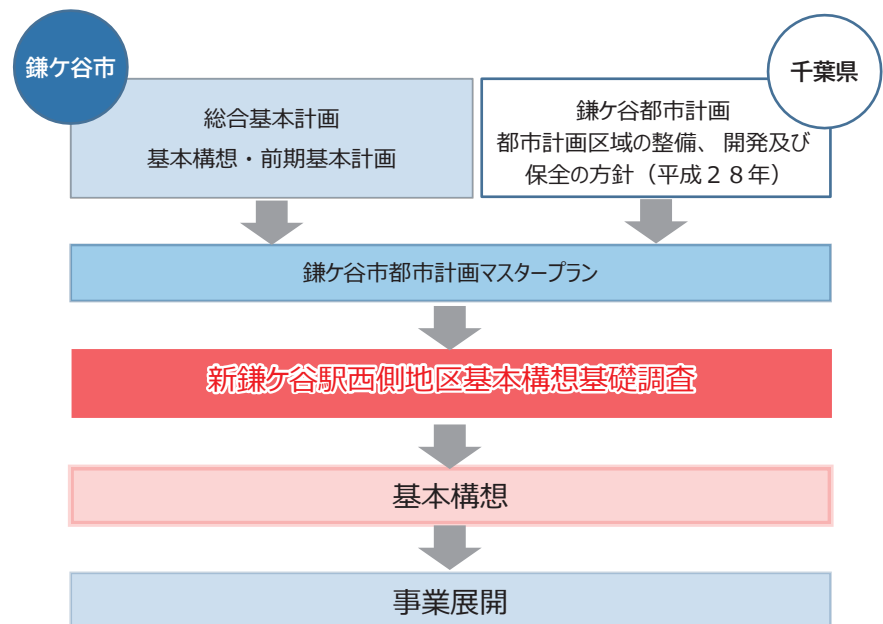 鎌ケ谷市
総合基本計画
基本構想・前期基本計画
千葉県
鎌ケ谷都市計画
都市計画区域の整備、開発及び
保全の方針（平成２８年）
鎌ケ谷市都市計画マスタープラン
新鎌ケ谷駅西側地区基本構想基礎調査
基本構想
事業展開